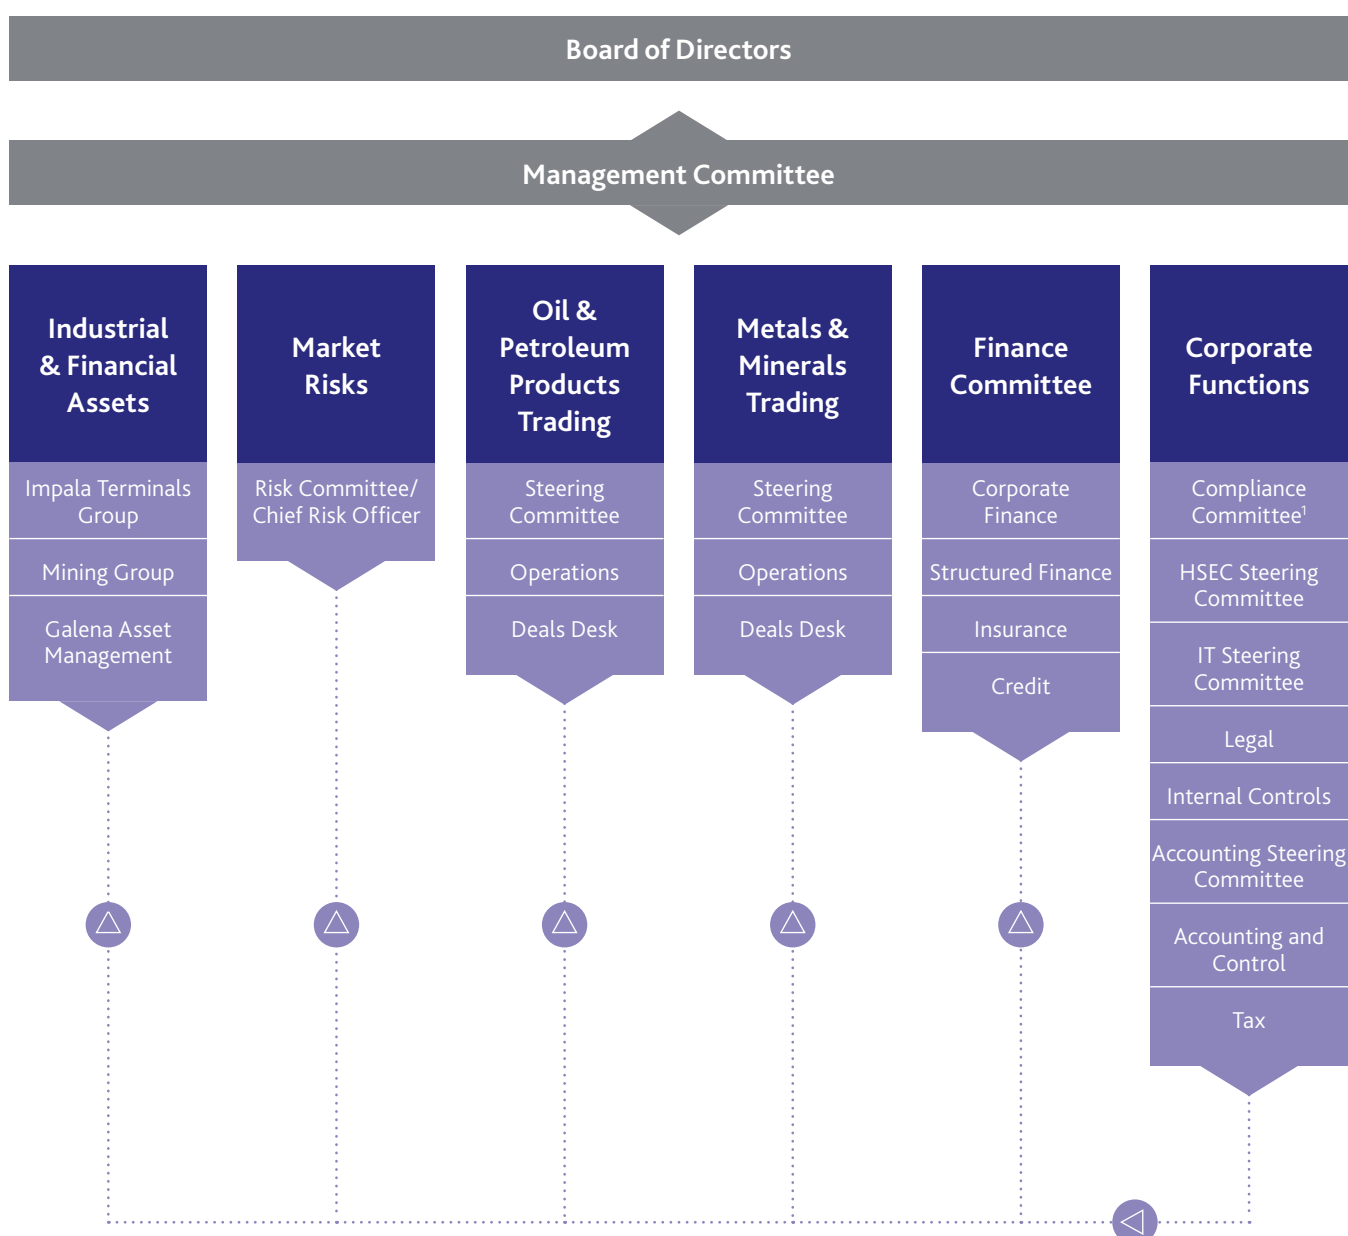 Board of Directors
Management Committee
Industrial
& Financial
Assets
Impala Terminals
Group
Mining Group
Galena Asset
Management
Market
Risks
Risk Committee/
Chief Risk Officer
Oil &
Petroleum
Products
Trading
Steering
Committee
Operations
Deals Desk
Metals &
Minerals
Trading
Steering
Committee
Operations
Deals Desk
Finance
Committee
Corporate
Finance
Structured Finance
Insurance
Credit
Corporate
Functions
Compliance
Committee¹
HSEC Steering
Committee
IT Steering
Committee
Legal
Internal Controls
Accounting Steering
Committee
Accounting and
Control
Tax